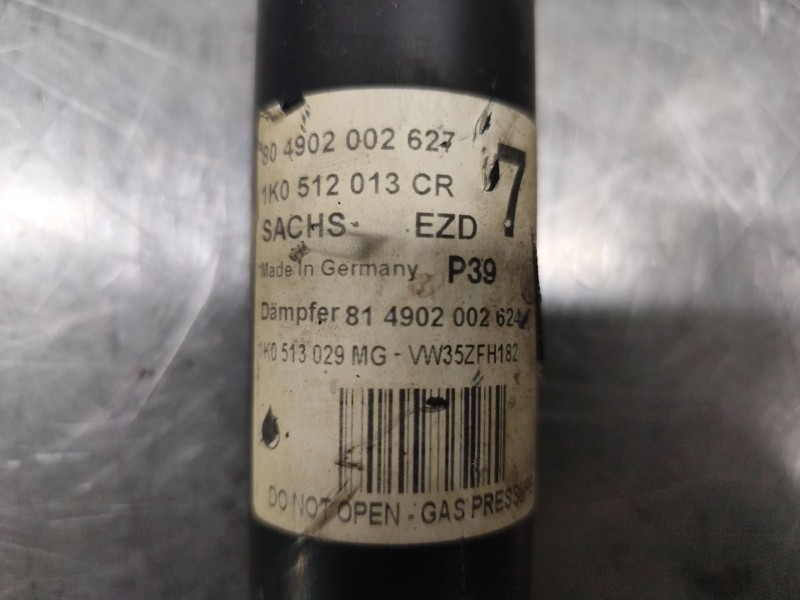 80 4902 002 627
1K0 512 013 CR
7
SACHS- EZD
Made In Germany P39
Dämpfer 81 4902 002 624
1K0 513 029 MG - VW35ZFH182
DO NOT OPEN - GAS PRESSURE